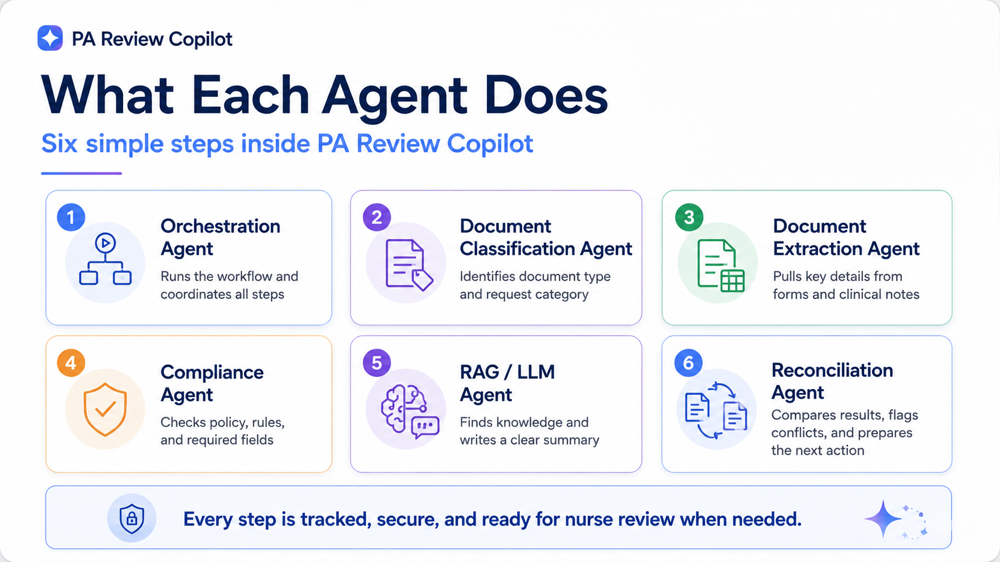 PA Review Copilot
What Each Agent Does
Six simple steps inside PA Review Copilot
1
Orchestration
Agent
Runs the workflow and
coordinates all steps
2
Document
Classification Agent
Identifies document type
and request category
3
Document
Extraction Agent
Pulls key details from
forms and clinical notes
4
Compliance
Agent
Checks policy, rules,
and required fields
5
RAG / LLM
Agent
Finds knowledge and
writes a clear summary
6
Reconciliation
Agent
Compares results, flags
conflicts, and prepares
the next action
Every step is tracked, secure, and ready for nurse review when needed.